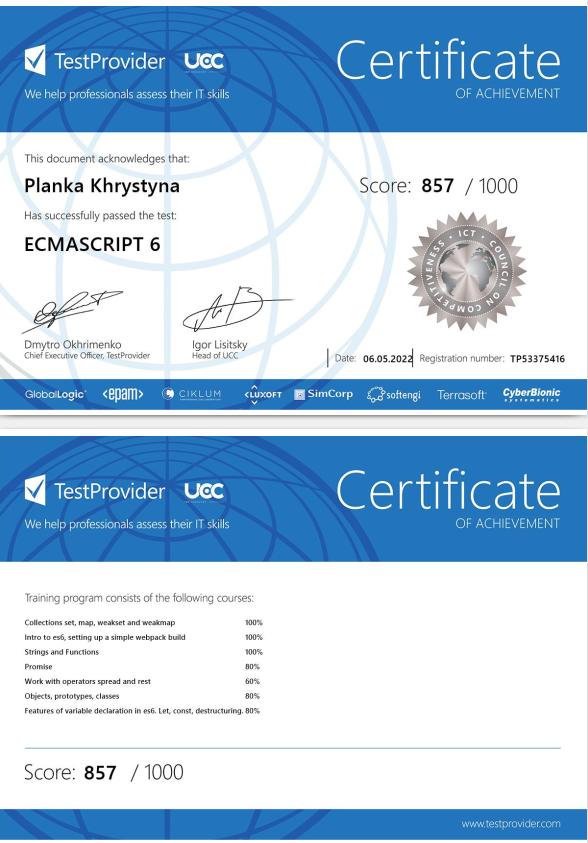 TestProvider UCC
We help professionals assess their IT skills
Certificate
OF ACHIEVEMENT
This document acknowledges that:
Planka Khrystyna
Score: 857 / 1000
Has successfully passed the test:
ECMASCRIPT 6
ICT · COUNCIL ON COMPETITIVENESS ·
Dmytro Okhrimenko
Chief Executive Officer, TestProvider
Igor Lisitsky
Head of UCC
Date: 06.05.2022 Registration number: TP53375416
GlobalLogic <epam> CIKLUM <LUXOFT SimCorp softengi Terrasoft CyberBionic systematics
TestProvider UCC
We help professionals assess their IT skills
Certificate
OF ACHIEVEMENT
Training program consists of the following courses:
Collections set, map, weakset and weakmap 100%
Intro to es6, setting up a simple webpack build 100%
Strings and Functions 100%
Promise 80%
Work with operators spread and rest 60%
Objects, prototypes, classes 80%
Features of variable declaration in es6. Let, const, destructuring. 80%
Score: 857 / 1000
www.testprovider.com